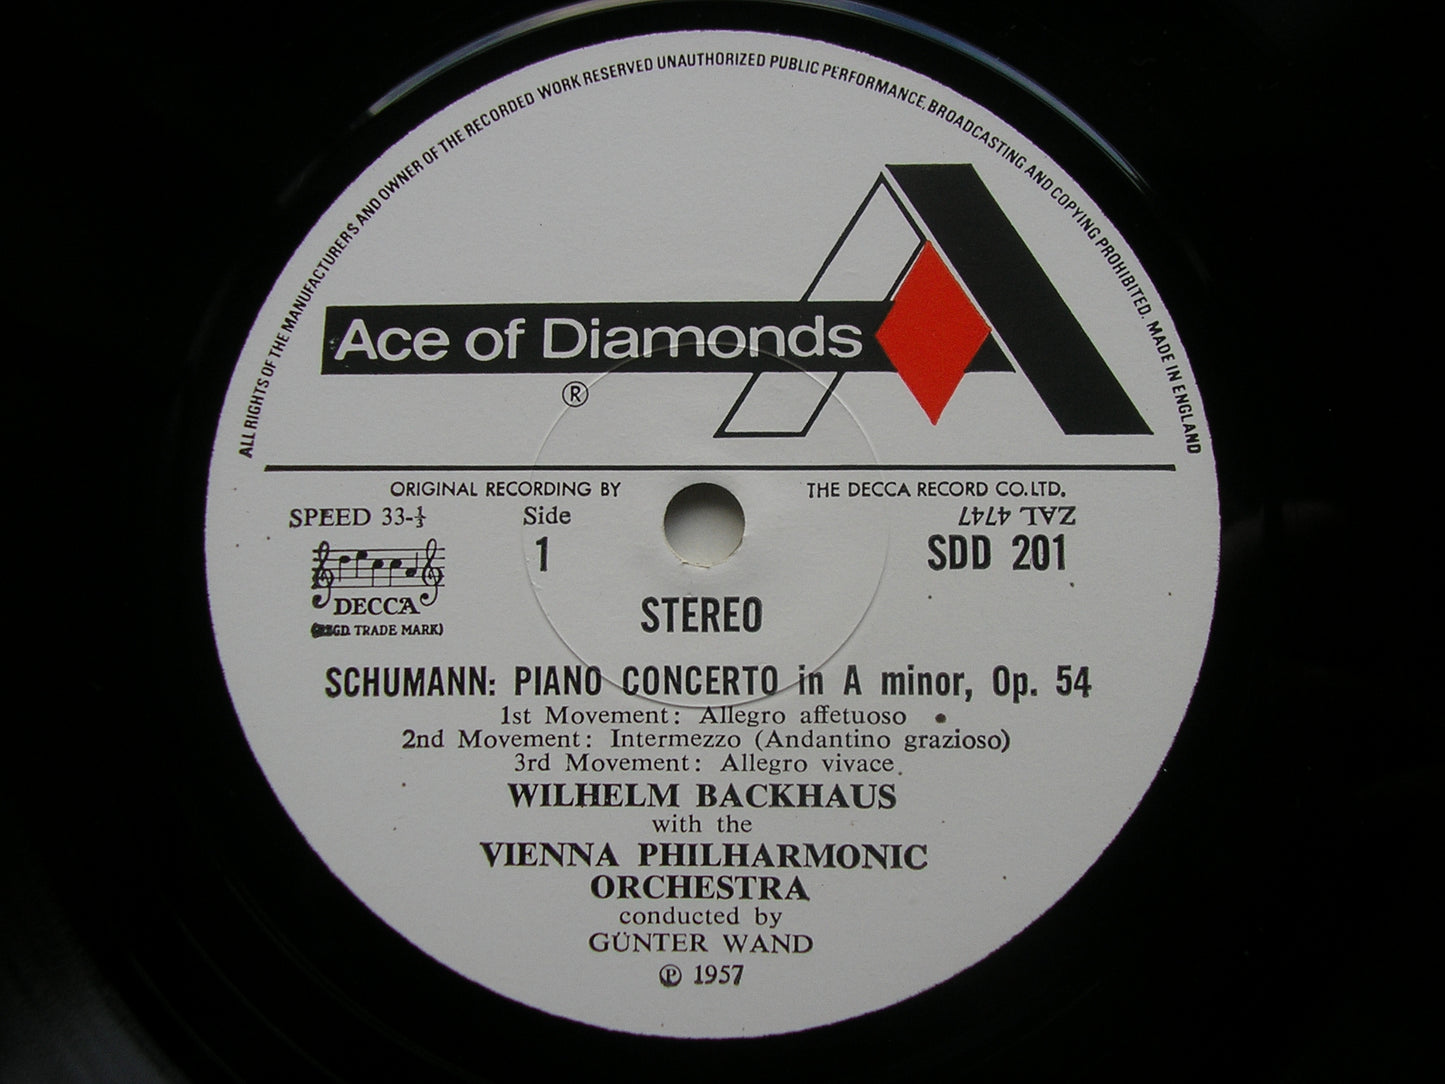 ALL RIGHTS OF THE MANUFACTURERS AND OWNER OF THE RECORDED WORK RESERVED UNAUTHORIZED PUBLIC PERFORMANCE, BROADCASTING AND COPYING PROHIBITED. MADE IN ENGLAND
Ace of Diamonds
®
ORIGINAL RECORDING BY THE DECCA RECORD CO. LTD.
SPEED 33-⅓
Side
1
ZAL 4747
SDD 201
DECCA
(REGD. TRADE MARK)
STEREO
SCHUMANN: PIANO CONCERTO in A minor, Op. 54
1st Movement: Allegro affetuoso
2nd Movement: Intermezzo (Andantino grazioso)
3rd Movement: Allegro vivace
WILHELM BACKHAUS
with the
VIENNA PHILHARMONIC
ORCHESTRA
conducted by
GÜNTER WAND
℗ 1957